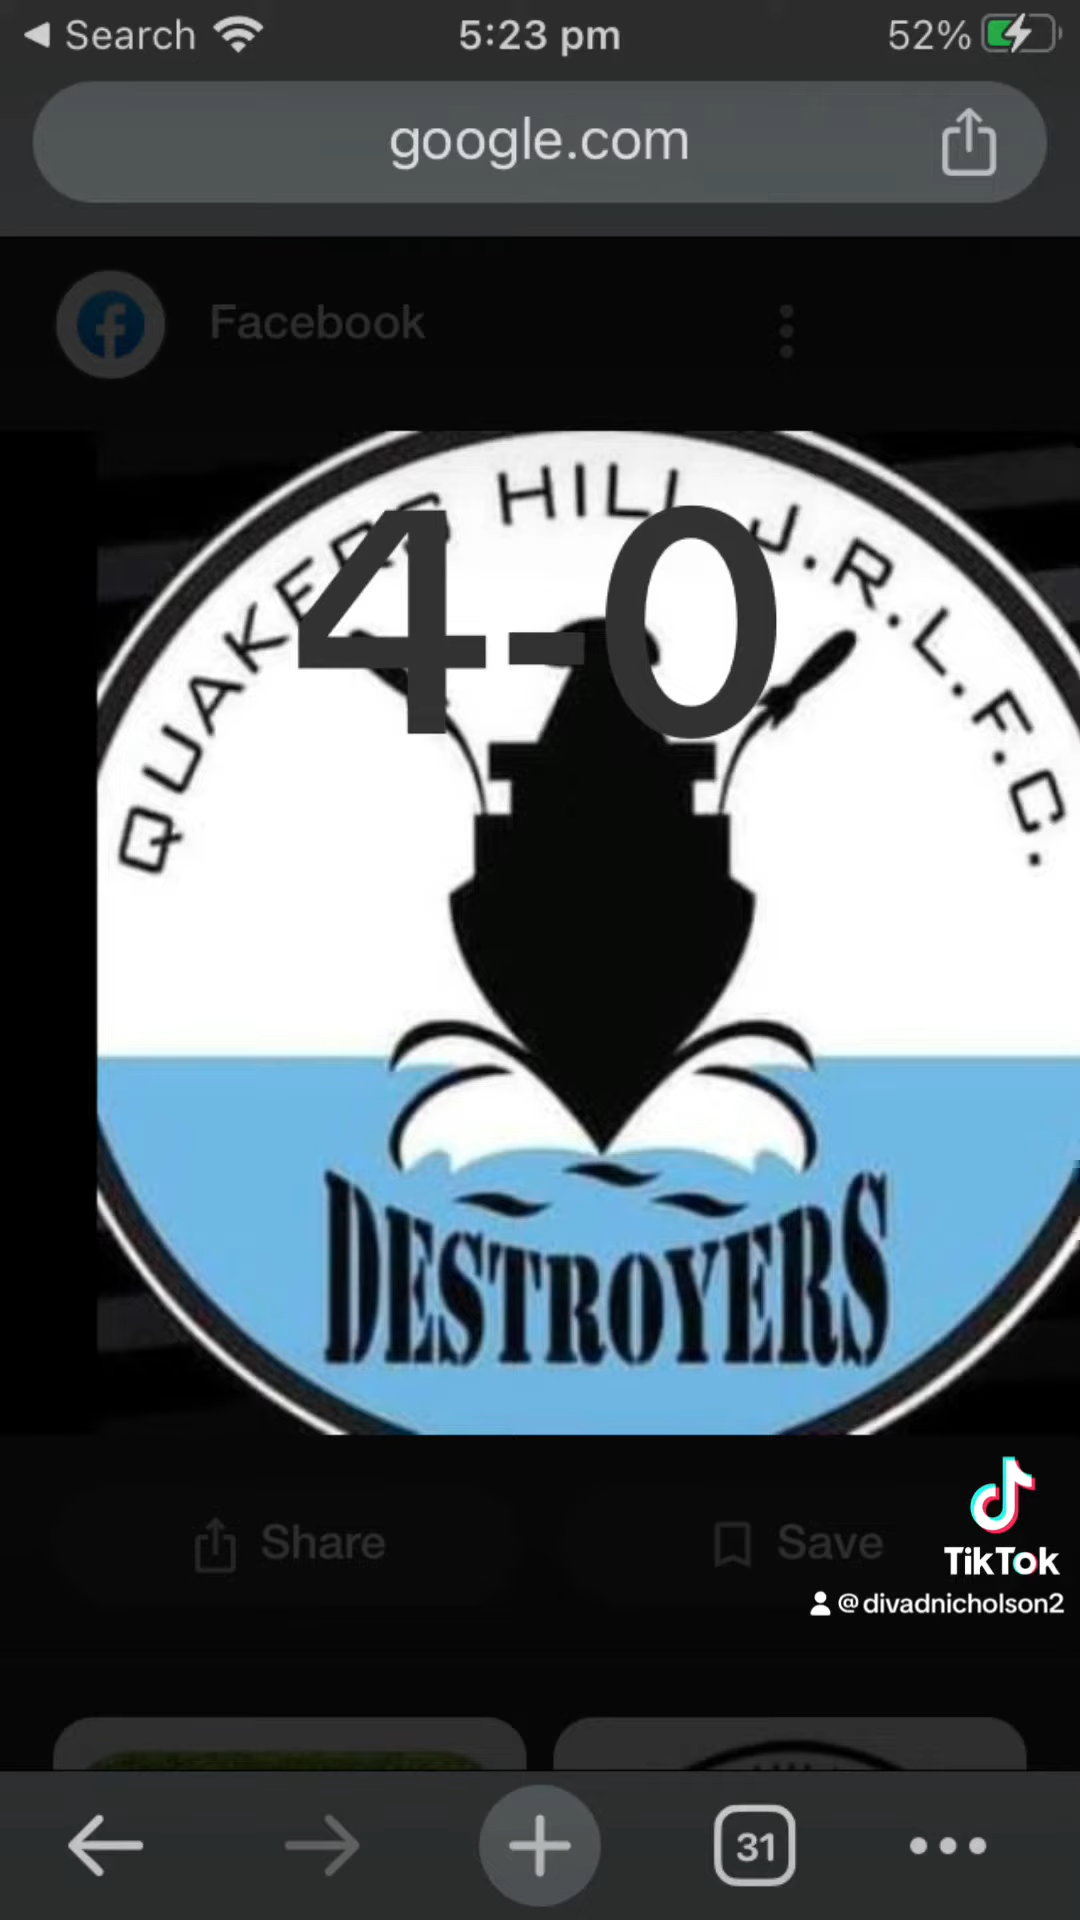 Search 5:23 pm 52%
google.com
Facebook
QUAKERS HILL J.R.L.F.C.
4-0
DESTROYERS
Share Save
TikTok
@divadnicholson2
31